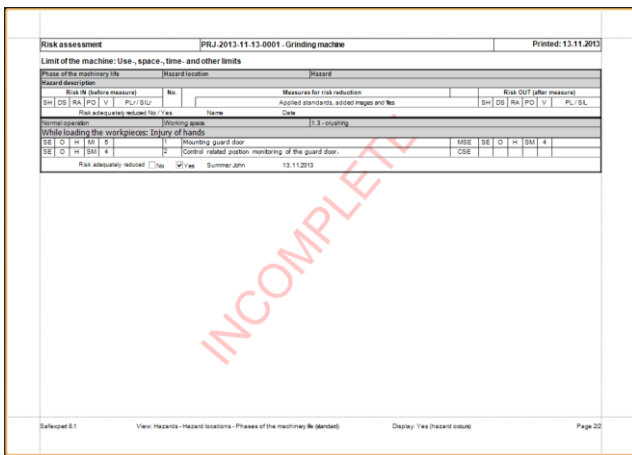 Risk assessment PRJ-2013-11-13-0001 - Grinding machine Printed: 13.11.2013
Limit of the machine: Use-, space-, time- and other limits
Phase of the machinery life Hazard location Hazard
Hazard description
Risk IN (before measure) No. Measures for risk reduction Risk OUT (after measure)
SH DS RA PO V PLr / SILr Applied standards, added images and files SH DS RA PO V PL / SIL
Risk adequately reduced No / Yes Name Date
Normal operation Working space 1.3 - crushing
While loading the workpieces: Injury of hands
SE O H MI 5 1 Mounting guard door MSE SE O H SM 4
SE O H SM 4 2 Control related postion monitoring of the guard door. CSE
Risk adequately reduced No Yes Summer John 13.11.2013
INCOMPLETE
Safexpert 8.1 View: Hazards - Hazard locations - Phases of the machinery life (standard) Display: Yes (hazard occurs) Page 2/2